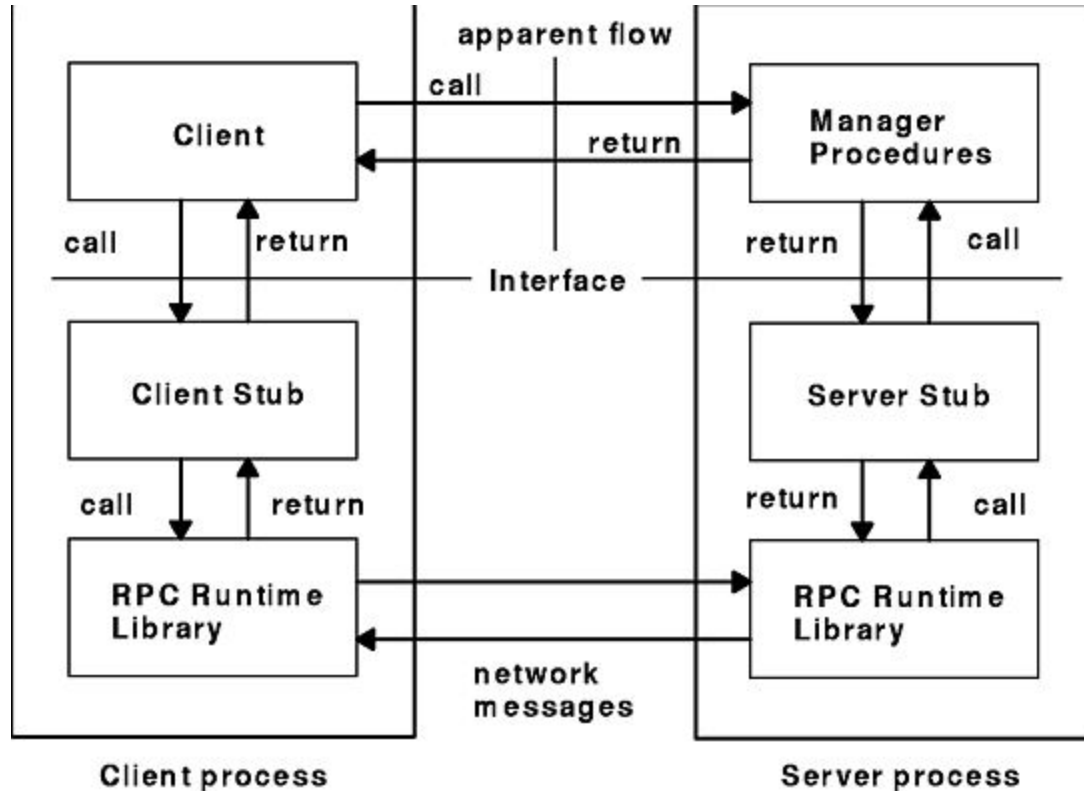 apparent flow
call
Client
Manager
Procedures
return
call
return
return
call
Interface
Client Stub
Server Stub
call
return
return
call
RPC Runtime
Library
RPC Runtime
Library
network
messages
Client process
Server process